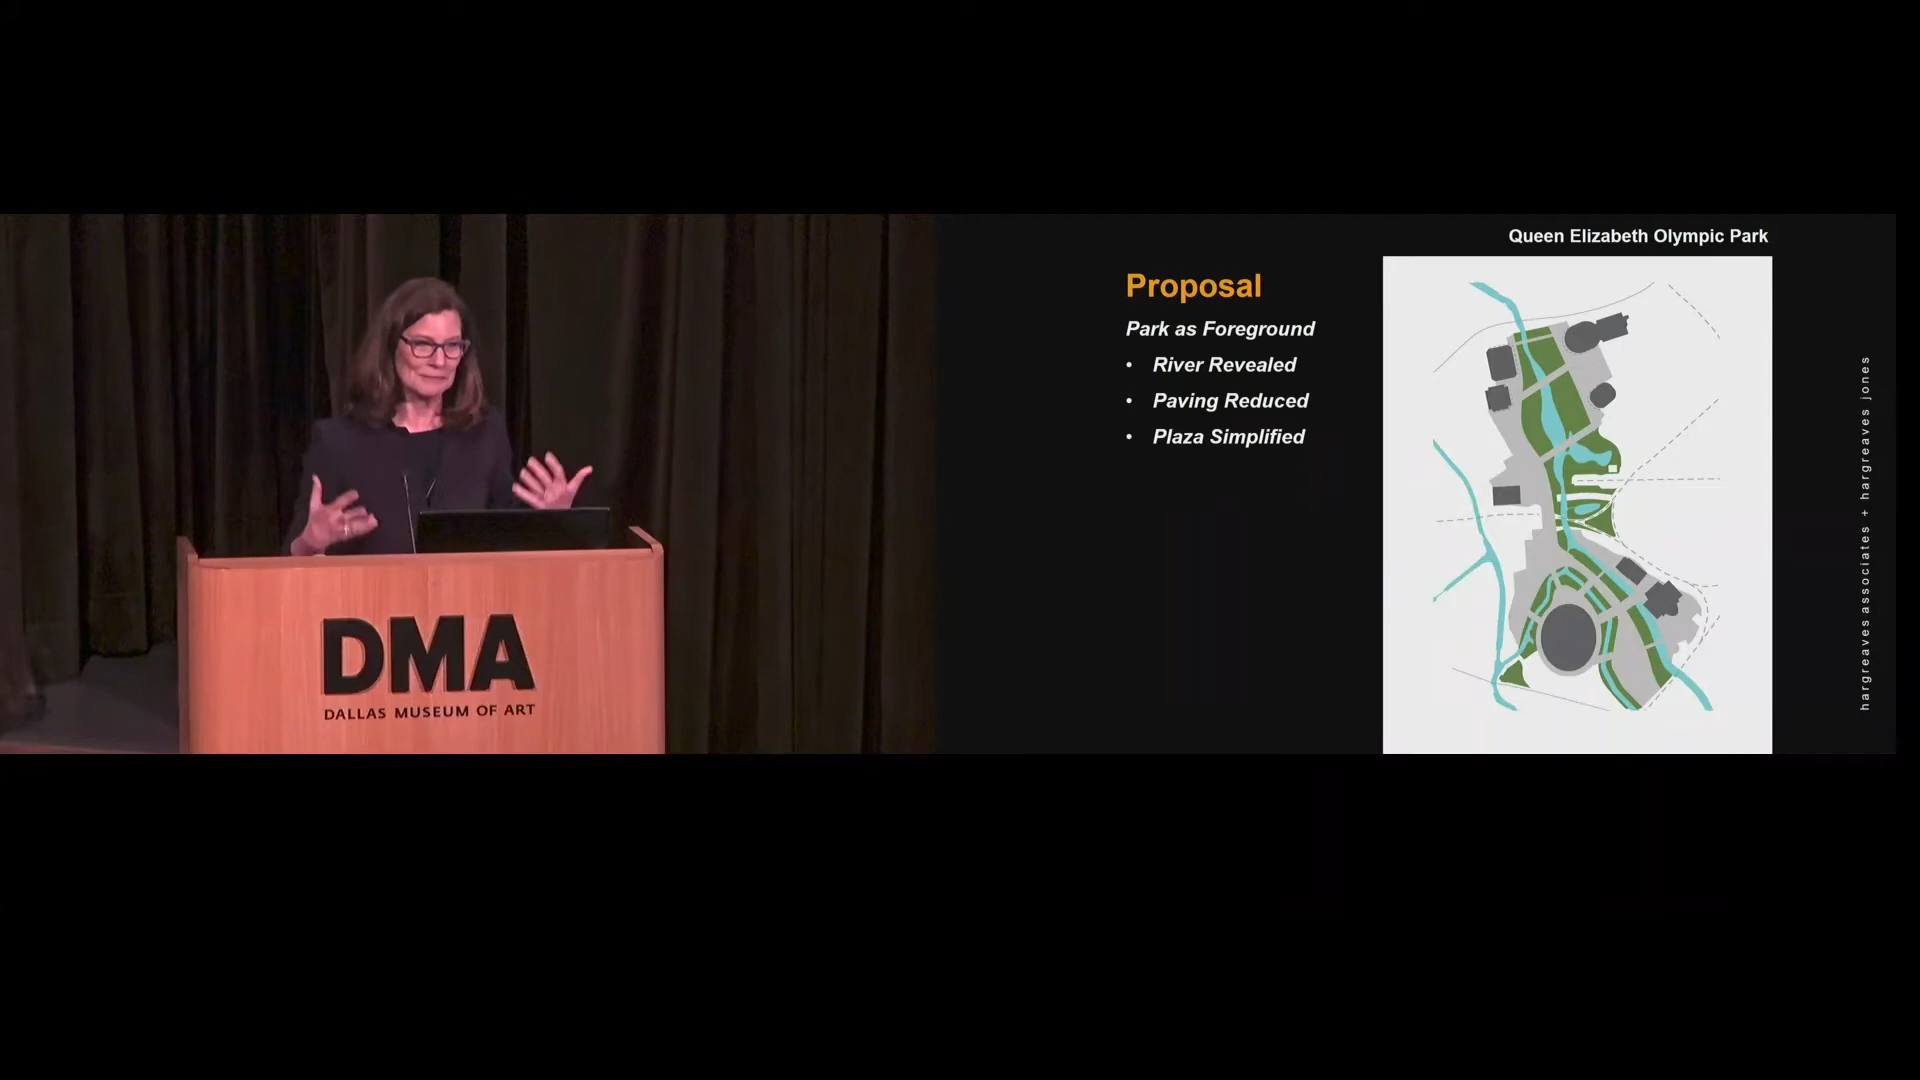 Queen Elizabeth Olympic Park
Proposal
Park as Foreground
• River Revealed
• Paving Reduced
• Plaza Simplified
hargreaves associates + hargreaves jones
DMA
DALLAS MUSEUM OF ART